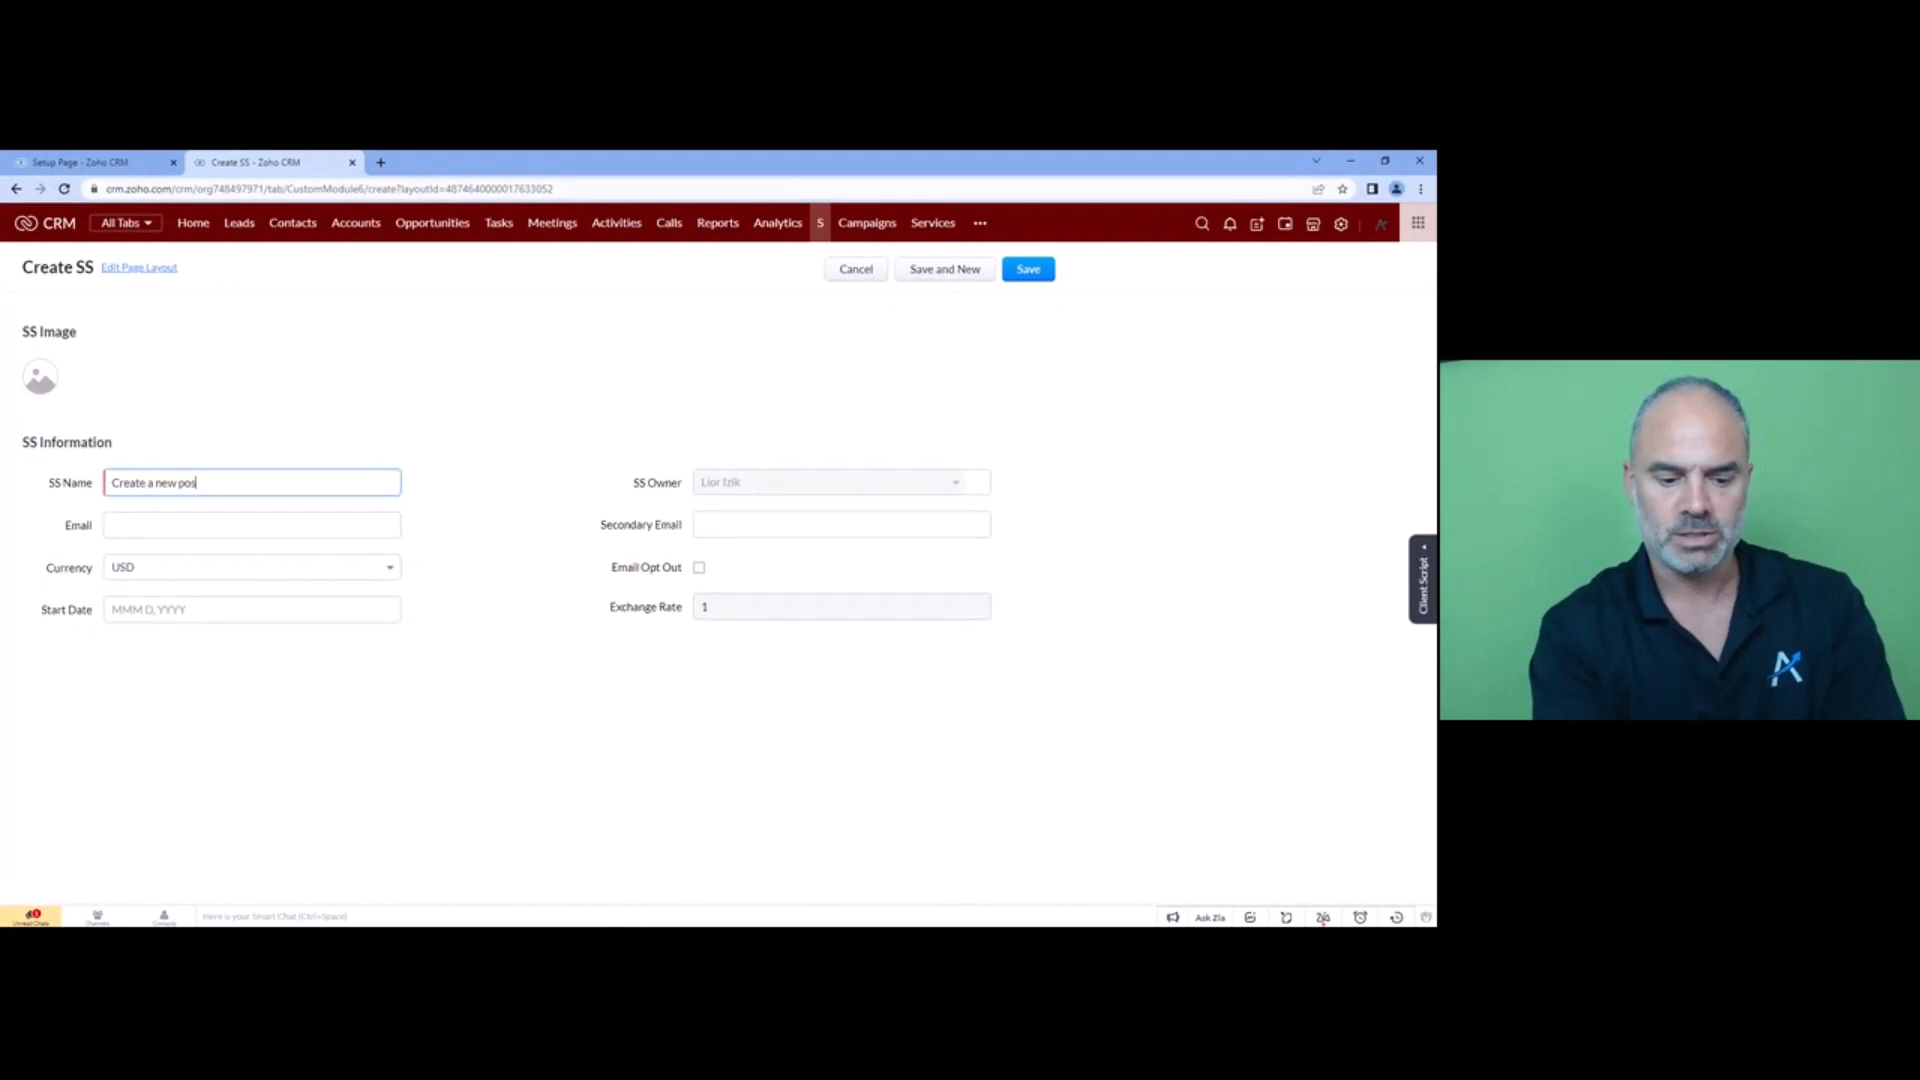 Setup Page - Zoho CRM
Create SS - Zoho CRM
crm.zoho.com/crm/org748497971/tab/CustomModule6/create?layoutId=4874640000017633052
CRM All Tabs Home Leads Contacts Accounts Opportunities Tasks Meetings Activities Calls Reports Analytics S Campaigns Services •••
Create SS Edit Page Layout Cancel Save and New Save
SS Image
SS Information
SS Name Create a new pos SS Owner Lior Izik
Email Secondary Email
Currency USD Email Opt Out
Start Date MMM D, YYYY Exchange Rate 1
Client Script
Unread Chats Channels Contacts Here is your Smart Chat (Ctrl+Space) Ask Zia